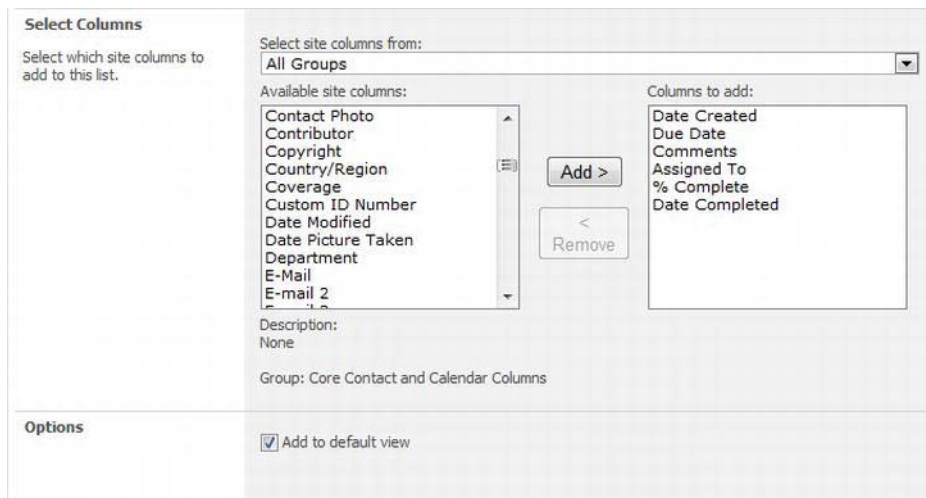 Select Columns
Select which site columns to
add to this list.
Select site columns from:
All Groups
Available site columns:
Contact Photo
Contributor
Copyright
Country/Region
Coverage
Custom ID Number
Date Modified
Date Picture Taken
Department
E-Mail
E-mail 2
Add >
<
Remove
Columns to add:
Date Created
Due Date
Comments
Assigned To
% Complete
Date Completed
Description:
None
Group: Core Contact and Calendar Columns
Options
Add to default view